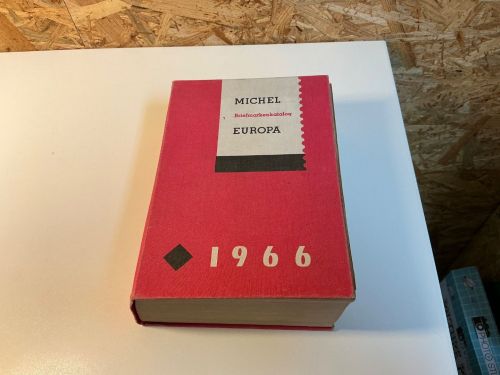 MICHEL
Briefmarkenkatalog
EUROPA
1966